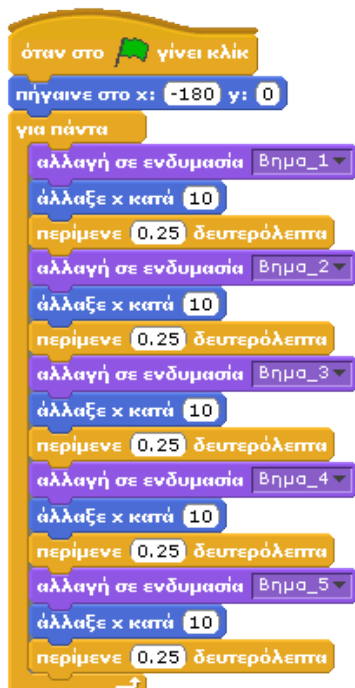 όταν στο γίνει κλίκ
πήγαινε στο x: -180 y: 0
για πάντα
αλλαγή σε ενδυμασία Βημα_1
άλλαξε x κατά 10
περίμενε 0.25 δευτερόλεπτα
αλλαγή σε ενδυμασία Βημα_2
άλλαξε x κατά 10
περίμενε 0.25 δευτερόλεπτα
αλλαγή σε ενδυμασία Βημα_3
άλλαξε x κατά 10
περίμενε 0.25 δευτερόλεπτα
αλλαγή σε ενδυμασία Βημα_4
άλλαξε x κατά 10
περίμενε 0.25 δευτερόλεπτα
αλλαγή σε ενδυμασία Βημα_5
άλλαξε x κατά 10
περίμενε 0.25 δευτερόλεπτα